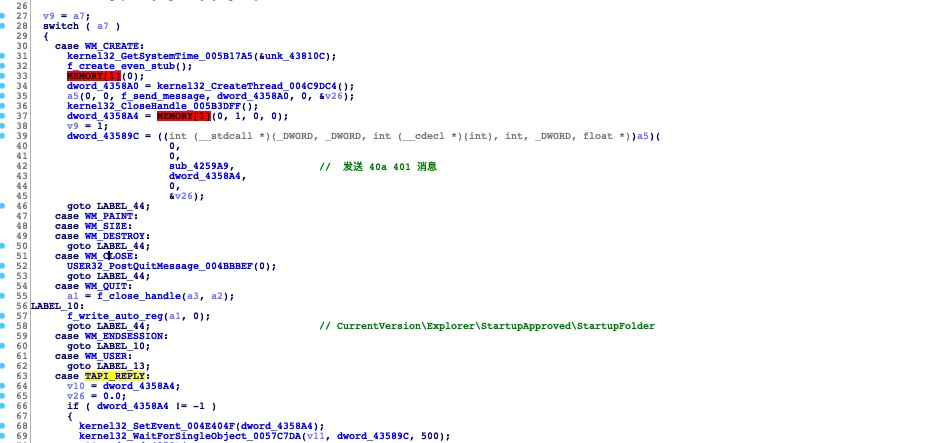 26
27 v9 = a7;
28 switch ( a7 )
29 {
30 case WM_CREATE:
31 kernel32_GetSystemTime_005B17A5(&unk_43810C);
32 f_create_even_stub();
33 MEMORY[1](0);
34 dword_4358A0 = kernel32_CreateThread_004C9DC4();
35 a5(0, 0, f_send_message, dword_4358A0, 0, &v26);
36 kernel32_CloseHandle_005B3DFF();
37 dword_4358A4 = MEMORY[1](0, 1, 0, 0);
38 v9 = 1;
39 dword_43589C = ((int (__stdcall *)(_DWORD, _DWORD, int (__cdecl *)(int), int, _DWORD, float *))a5)(
40 0,
41 0,
42 sub_4259A9, // 发送 40a 401 消息
43 dword_4358A4,
44 0,
45 &v26);
46 goto LABEL_44;
47 case WM_PAINT:
48 case WM_SIZE:
49 case WM_DESTROY:
50 goto LABEL_44;
51 case WM_CLOSE:
52 USER32_PostQuitMessage_004BBBEF(0);
53 goto LABEL_44;
54 case WM_QUIT:
55 a1 = f_close_handle(a3, a2);
56 LABEL_10:
57 f_write_auto_reg(a1, 0);
58 goto LABEL_44; // CurrentVersion\Explorer\StartupApproved\StartupFolder
59 case WM_ENDSESSION:
60 goto LABEL_10;
61 case WM_USER:
62 goto LABEL_13;
63 case TAPI_REPLY:
64 v10 = dword_4358A4;
65 v26 = 0.0;
66 if ( dword_4358A4 != -1 )
67 {
68 kernel32_SetEvent_004E404F(dword_4358A4);
69 kernel32_WaitForSingleObject_0057C7DA(v11, dword_43589C, 500);